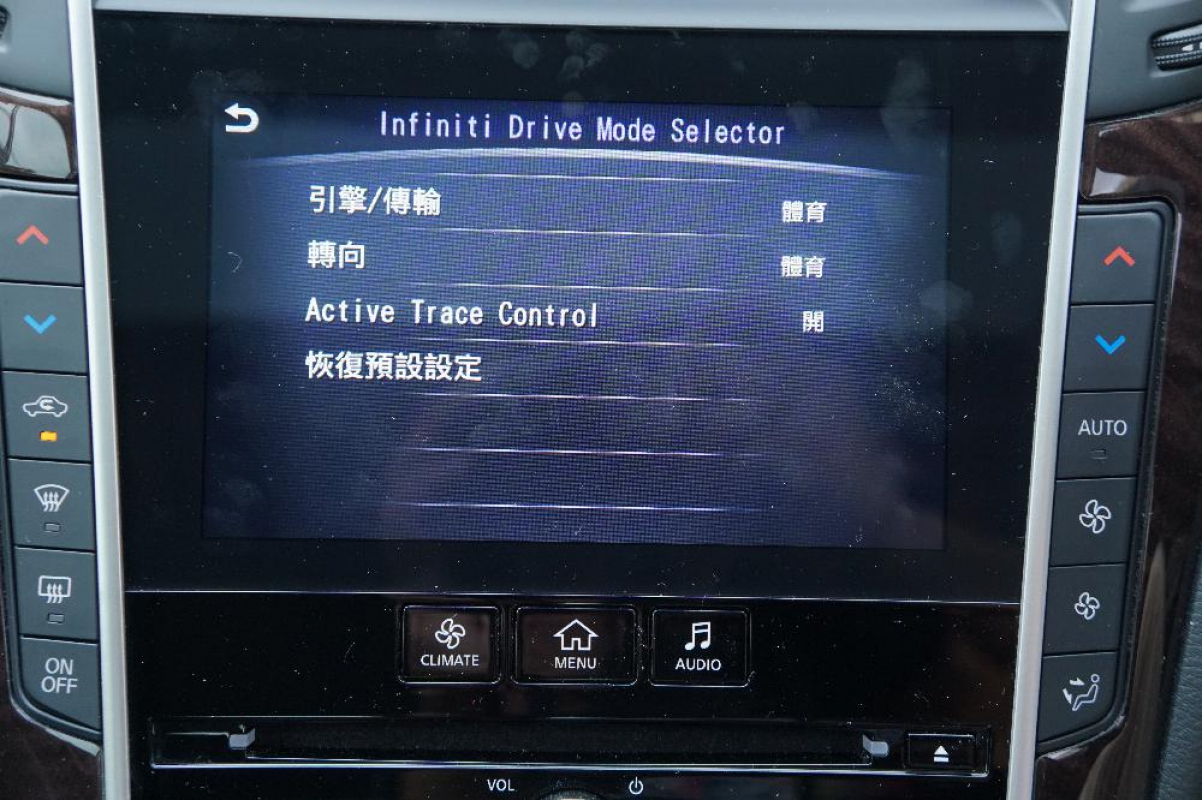 Infiniti Drive Mode Selector
引擎/傳輸 體育
轉向 體育
Active Trace Control 開
恢復預設設定
AUTO
ON
OFF
CLIMATE
MENU
AUDIO
VOL